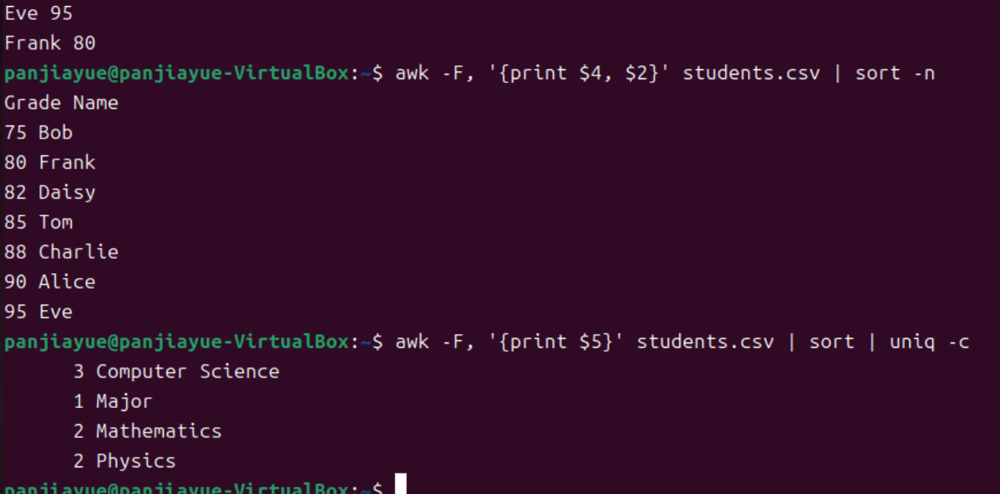 Eve 95
Frank 80
panjiayue@panjiayue-VirtualBox:~$ awk -F, '{print $4, $2}' students.csv | sort -n
Grade Name
75 Bob
80 Frank
82 Daisy
85 Tom
88 Charlie
90 Alice
95 Eve
panjiayue@panjiayue-VirtualBox:~$ awk -F, '{print $5}' students.csv | sort | uniq -c
      3 Computer Science
      1 Major
      2 Mathematics
      2 Physics
panjiayue@panjiayue-VirtualBox:~$